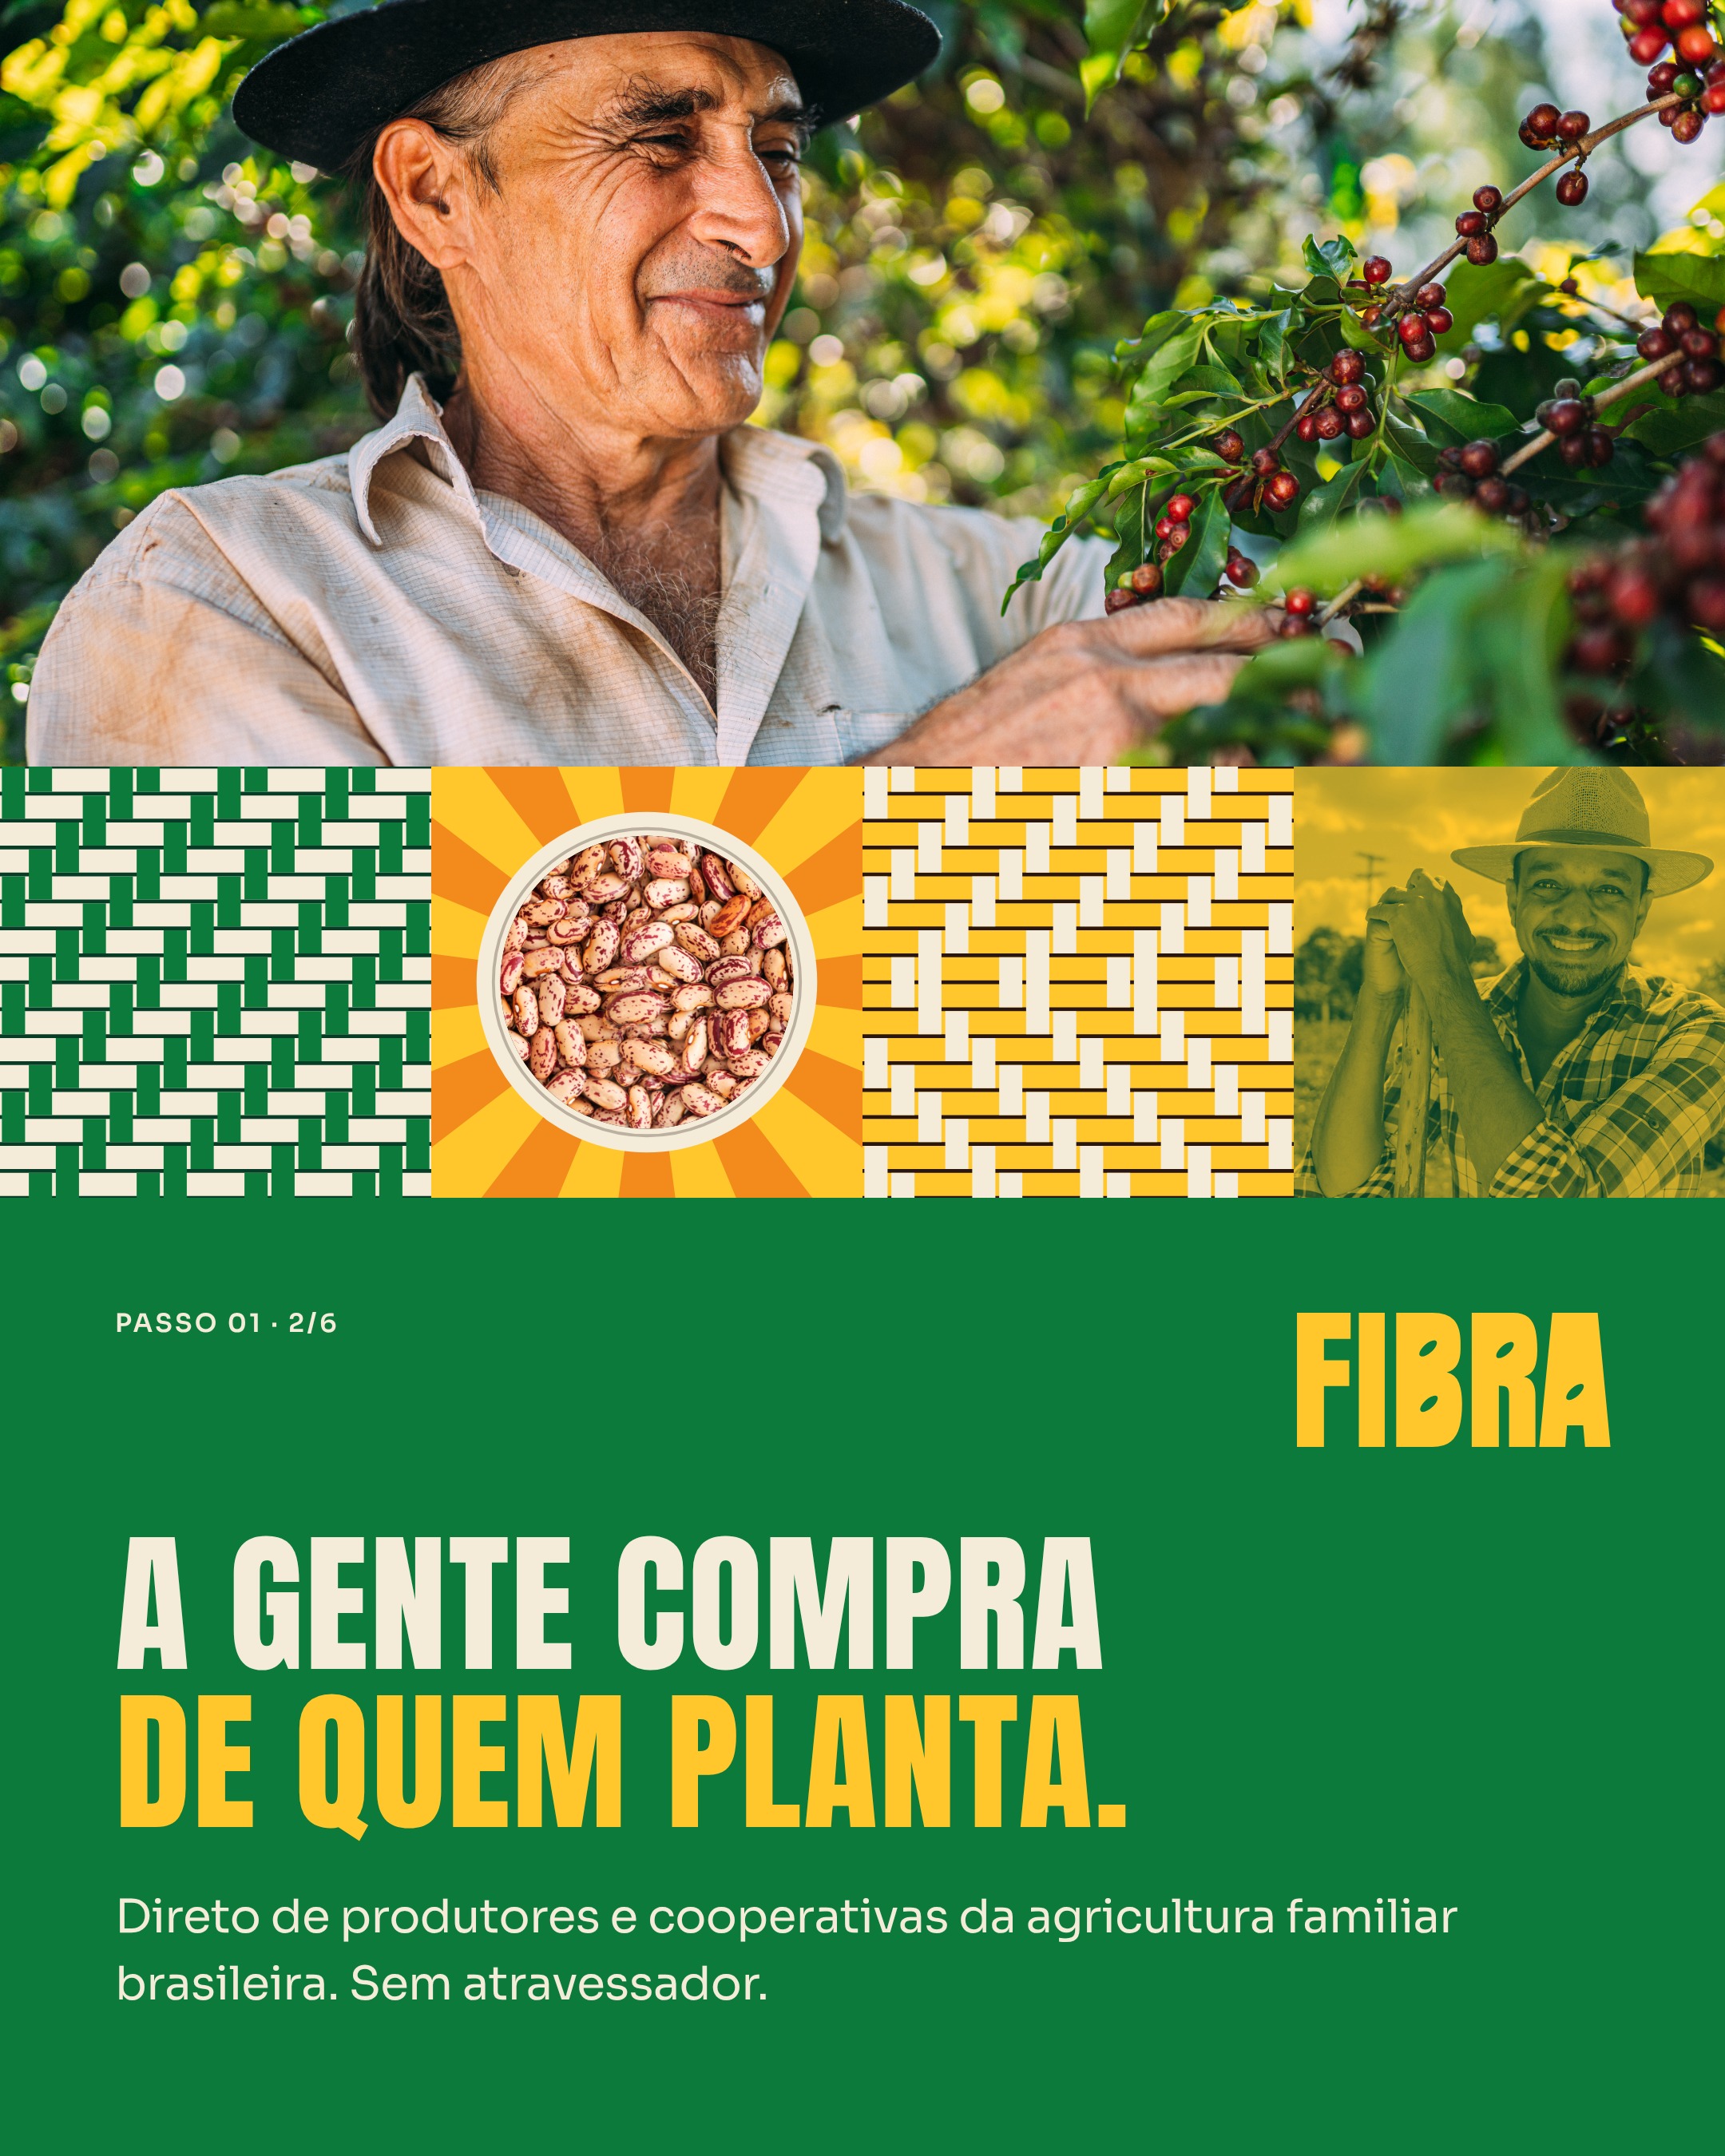 PASSO 01 · 2/6
FIBRA
A GENTE COMPRA
DE QUEM PLANTA.
Direto de produtores e cooperativas da agricultura familiar
brasileira. Sem atravessador.